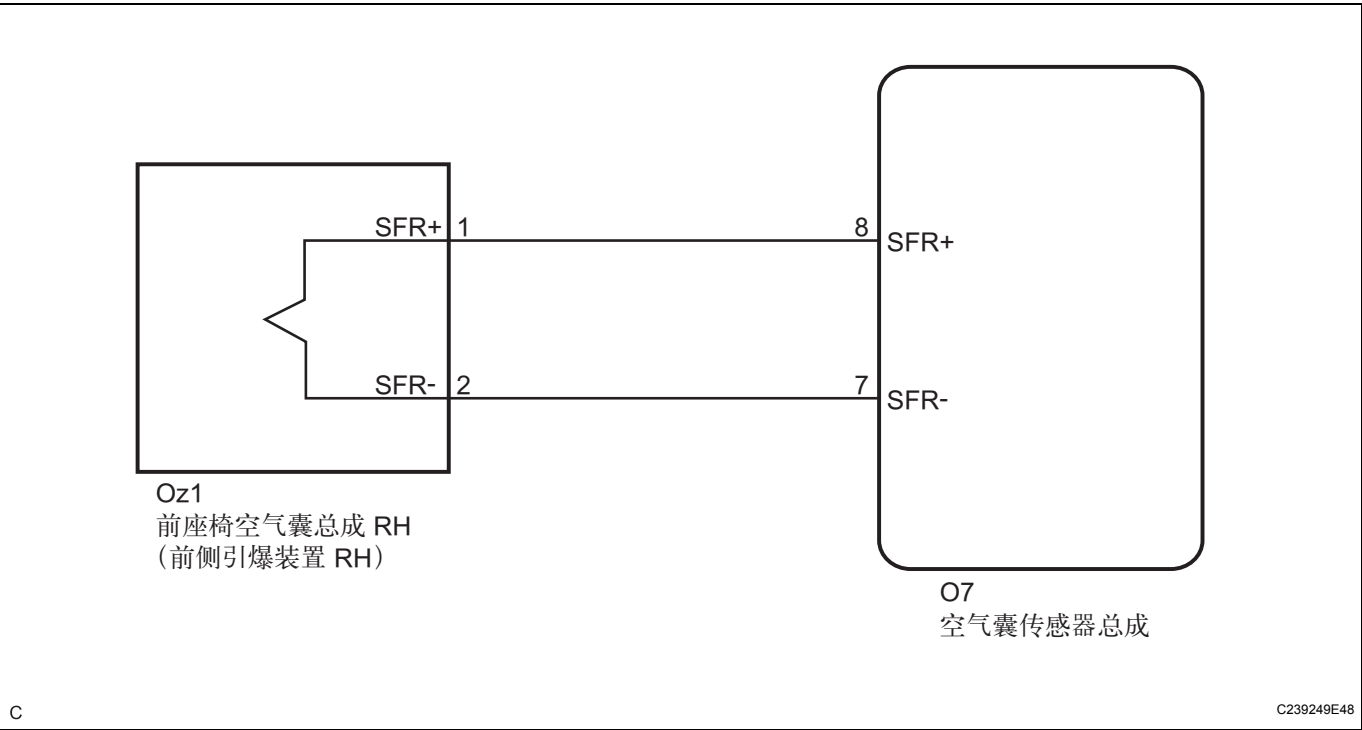 SFR+ 1 8 SFR+
SFR- 2 7 SFR-
Oz1
前座椅空气囊总成 RH
（前侧引爆装置 RH）
O7
空气囊传感器总成
C C239249E48